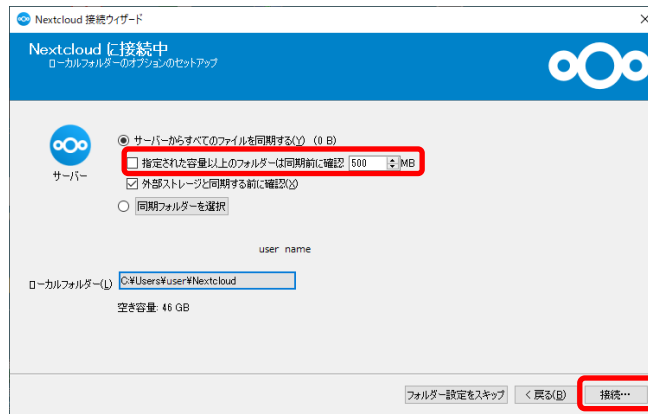 Nextcloud 接続ウィザード
Nextcloud に接続中
ローカルフォルダーのオプションのセットアップ
サーバーからすべてのファイルを同期する(Y) (0 B)
指定された容量以上のフォルダーは同期前に確認 500 MB
サーバー
外部ストレージと同期する前に確認(X)
同期フォルダーを選択
user name
ローカルフォルダー(L) C:¥Users¥user¥Nextcloud
空き容量: 46 GB
フォルダー設定をスキップ < 戻る(B) 接続…